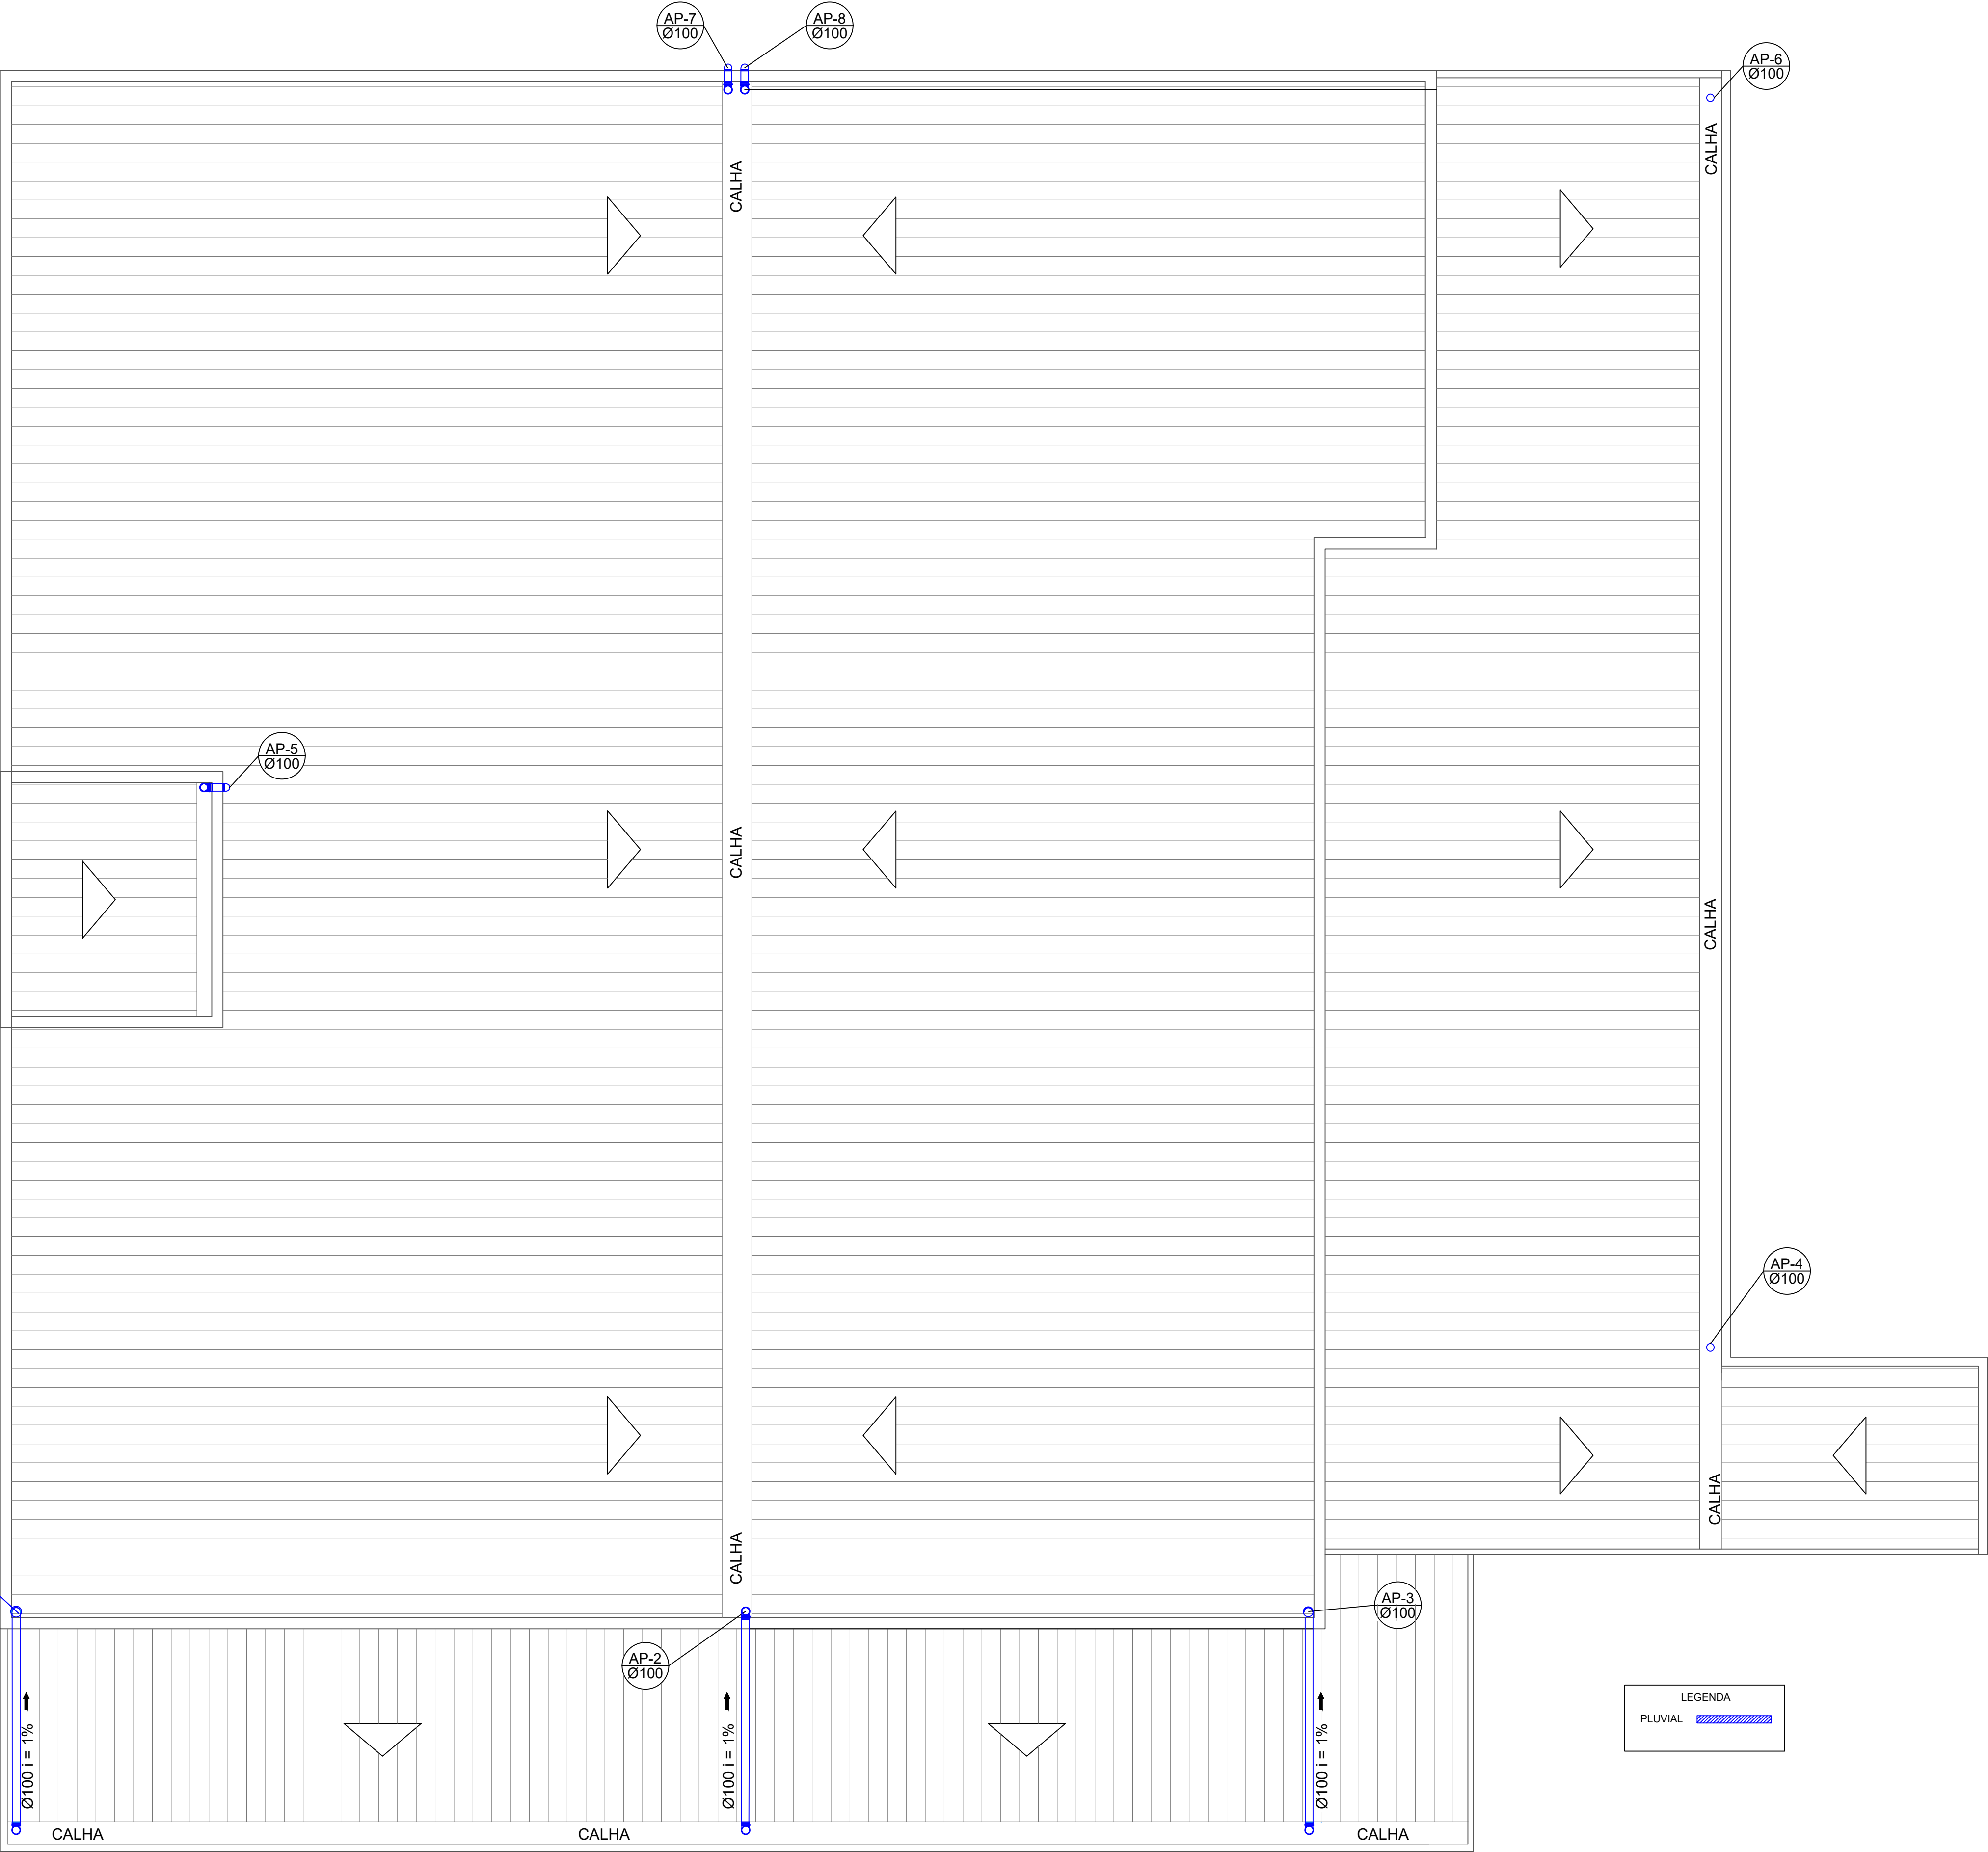 AP-7
Ø100
AP-8
Ø100
AP-6
Ø100
CALHA
CALHA
AP-5
Ø100
CALHA
CALHA
AP-4
Ø100
CALHA
CALHA
AP-3
Ø100
AP-2
Ø100
Ø100 i = 1%
Ø100 i = 1%
Ø100 i = 1%
LEGENDA
PLUVIAL
CALHA
CALHA
CALHA